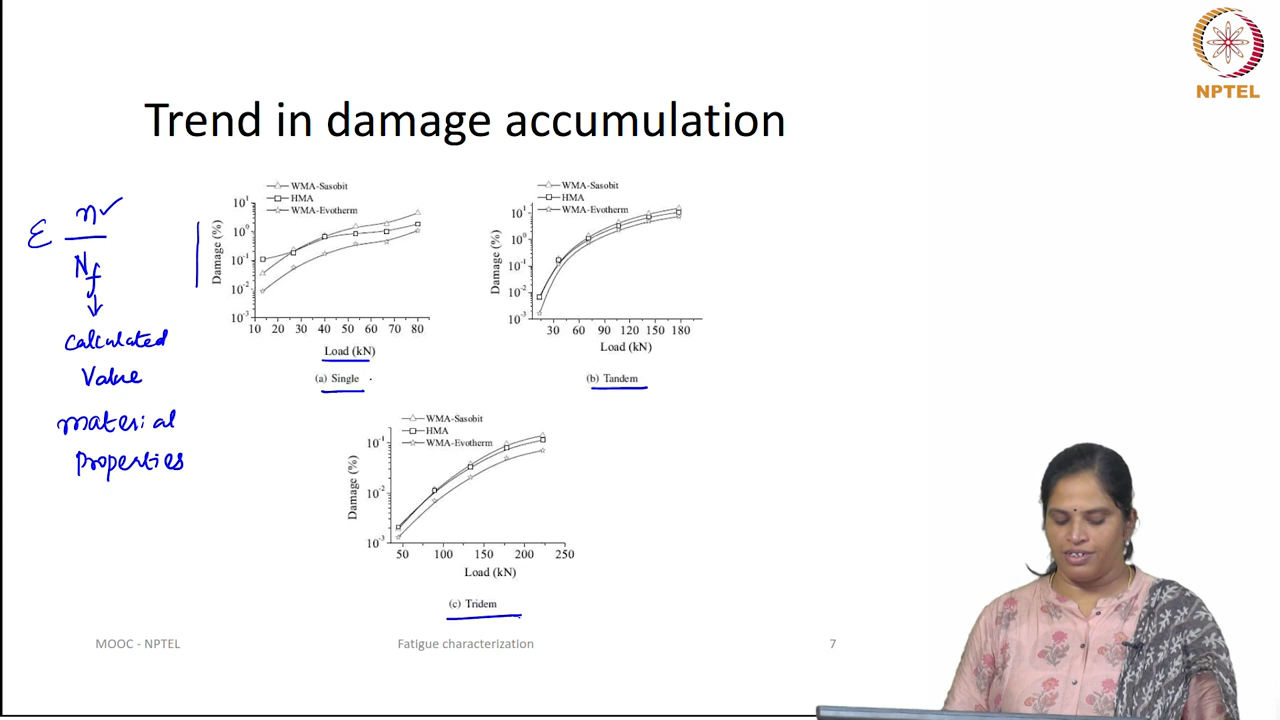 NPTEL
Trend in damage accumulation
Ɛ n✓
N_f
↓
Calculated
Value
material
properties
WMA-Sasobit
HMA
WMA-Evotherm
10¹
10⁰
10⁻¹
10⁻²
10⁻³
Damage (%)
10 20 30 40 50 60 70 80
Load (kN)
(a) Single
WMA-Sasobit
HMA
WMA-Evotherm
10¹
10⁰
10⁻¹
10⁻²
10⁻³
Damage (%)
30 60 90 120 150 180
Load (kN)
(b) Tandem
WMA-Sasobit
HMA
WMA-Evotherm
10⁻¹
10⁻²
10⁻³
Damage (%)
50 100 150 200 250
Load (kN)
(c) Tridem
MOOC - NPTEL
Fatigue characterization
7